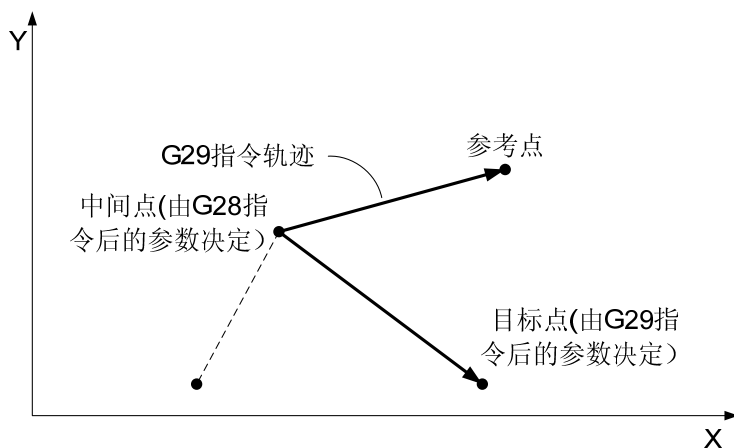 Y
参考点
G29指令轨迹
中间点(由G28指
令后的参数决定）
目标点(由G29指
令后的参数决定）
X